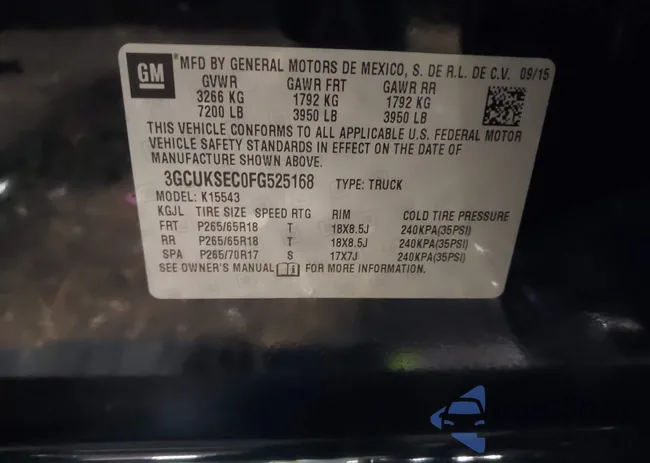 GM
*MFD BY GENERAL MOTORS DE MEXICO, S. DE R.L. DE C.V. 09/15
GVWR GAWR FRT GAWR RR
3266 KG 1792 KG 1792 KG
7200 LB 3950 LB 3950 LB
THIS VEHICLE CONFORMS TO ALL APPLICABLE U.S. FEDERAL MOTOR
VEHICLE SAFETY STANDARDS IN EFFECT ON THE DATE OF
MANUFACTURE SHOWN ABOVE.
3GCUKSEC0FG525168 TYPE: TRUCK
MODEL: K15543
KGJL TIRE SIZE SPEED RTG RIM COLD TIRE PRESSURE
FRT P265/65R18 T 18X8.5J 240KPA(35PSI)
RR P265/65R18 T 18X8.5J 240KPA(35PSI)
SPA P265/70R17 S 17X7J 240KPA(35PSI)
SEE OWNER'S MANUAL FOR MORE INFORMATION.